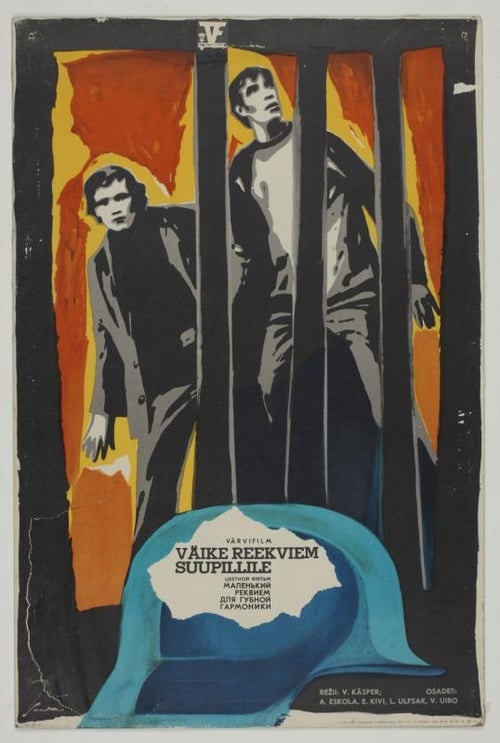 VÄRVIFILM
VÄIKE REEKVIEM
SUUPILLILE
ЦВЕТНОЙ ФИЛЬМ
МАЛЕНЬКИЙ
РЕКВИЕМ
ДЛЯ ГУБНОЙ
ГАРМОНИКИ
REŽII: V. KÄSPER; OSADES:
A. ESKOLA, E. KIVI, L. ULFSAK, V. UIBO